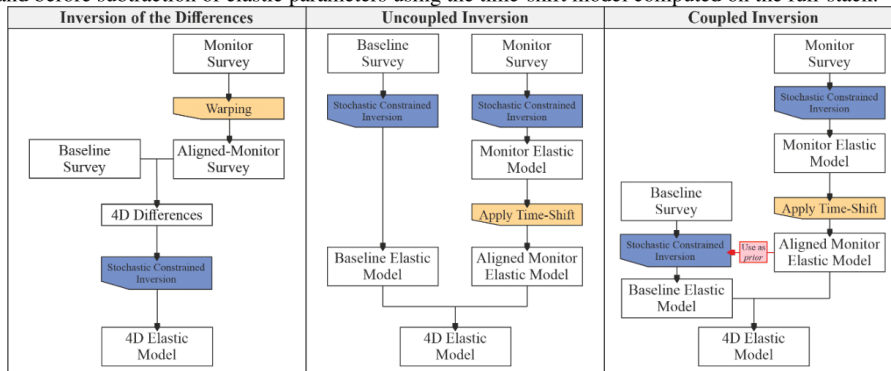 and before subtraction of elastic parameters using the time-shift model computed on the full-stack.
Inversion of the Differences
Monitor
Survey
Warping
Baseline
Survey
Aligned-Monitor
Survey
4D Differences
Stochastic Constrained
Inversion
4D Elastic
Model
Uncoupled Inversion
Baseline
Survey
Monitor
Survey
Stochastic Constrained
Inversion
Stochastic Constrained
Inversion
Monitor Elastic
Model
Apply Time-Shift
Baseline Elastic
Model
Aligned Monitor
Elastic Model
4D Elastic
Model
Coupled Inversion
Monitor
Survey
Stochastic Constrained
Inversion
Monitor Elastic
Model
Baseline
Survey
Apply Time-Shift
Stochastic Constrained
Inversion
Use as
prior
Aligned Monitor
Elastic Model
Baseline Elastic
Model
4D Elastic
Model